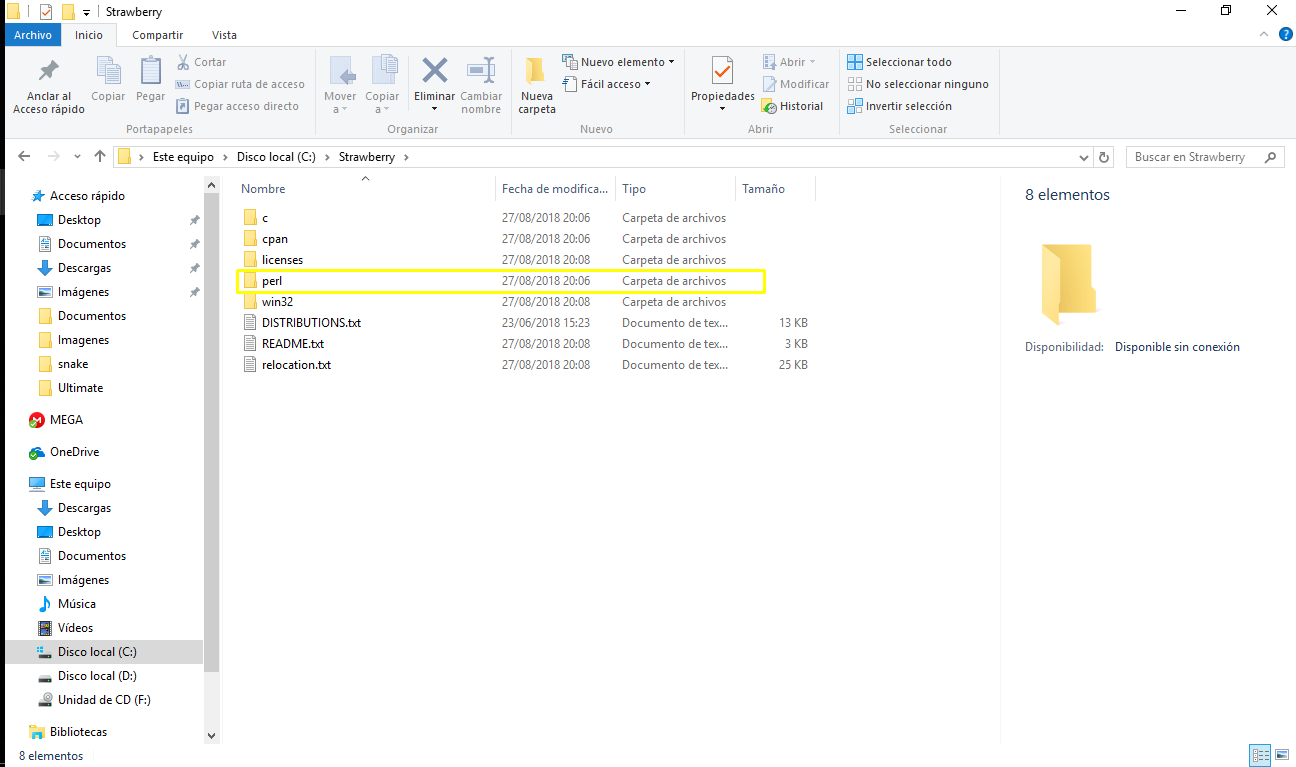 Strawberry
Archivo Inicio Compartir Vista
Anclar al Acceso rápido
Copiar
Pegar
Cortar
Copiar ruta de acceso
Pegar acceso directo
Portapapeles
Mover a
Copiar a
Eliminar
Cambiar nombre
Organizar
Nueva carpeta
Nuevo elemento
Fácil acceso
Nuevo
Propiedades
Abrir
Modificar
Historial
Abrir
Seleccionar todo
No seleccionar ninguno
Invertir selección
Seleccionar
Este equipo > Disco local (C:) > Strawberry >
Buscar en Strawberry
Acceso rápido
Desktop
Documentos
Descargas
Imágenes
Documentos
Imagenes
snake
Ultimate
MEGA
OneDrive
Este equipo
Descargas
Desktop
Documentos
Imágenes
Música
Vídeos
Disco local (C:)
Disco local (D:)
Unidad de CD (F:)
Bibliotecas
Nombre Fecha de modifica... Tipo Tamaño
c 27/08/2018 20:06 Carpeta de archivos
cpan 27/08/2018 20:06 Carpeta de archivos
licenses 27/08/2018 20:08 Carpeta de archivos
perl 27/08/2018 20:06 Carpeta de archivos
win32 27/08/2018 20:08 Carpeta de archivos
DISTRIBUTIONS.txt 23/06/2018 15:23 Documento de tex... 13 KB
README.txt 27/08/2018 20:08 Documento de tex... 3 KB
relocation.txt 27/08/2018 20:08 Documento de tex... 25 KB
8 elementos
Disponibilidad: Disponible sin conexión
8 elementos